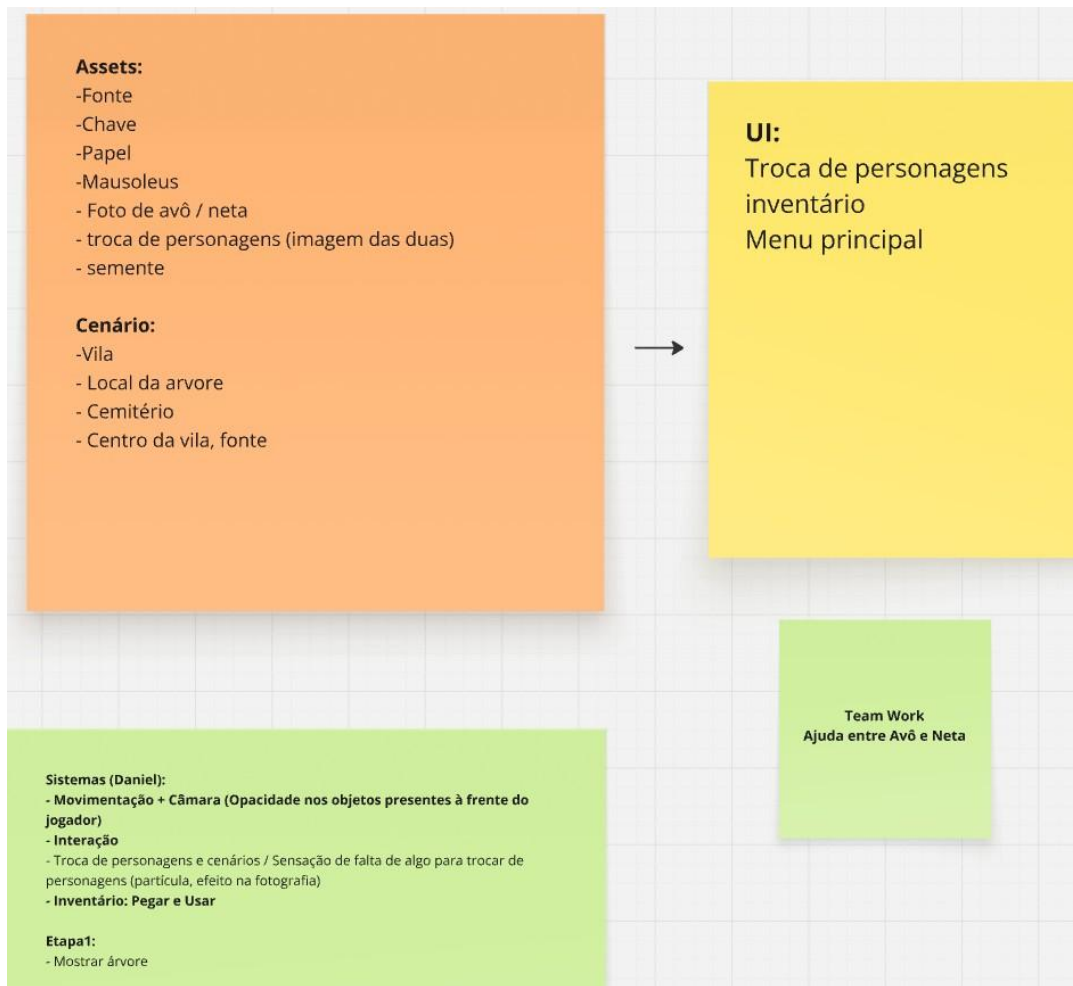 Assets:
-Fonte
-Chave
-Papel
-Mausoleus
- Foto de avô / neta
- troca de personagens (imagem das duas)
- semente
Cenário:
-Vila
- Local da arvore
- Cemitério
- Centro da vila, fonte
UI:
Troca de personagens
inventário
Menu principal
Team Work
Ajuda entre Avô e Neta
Sistemas (Daniel):
- Movimentação + Câmara (Opacidade nos objetos presentes à frente do
jogador)
- Interação
- Troca de personagens e cenários / Sensação de falta de algo para trocar de
personagens (partícula, efeito na fotografia)
- Inventário: Pegar e Usar
Etapa1:
- Mostrar árvore